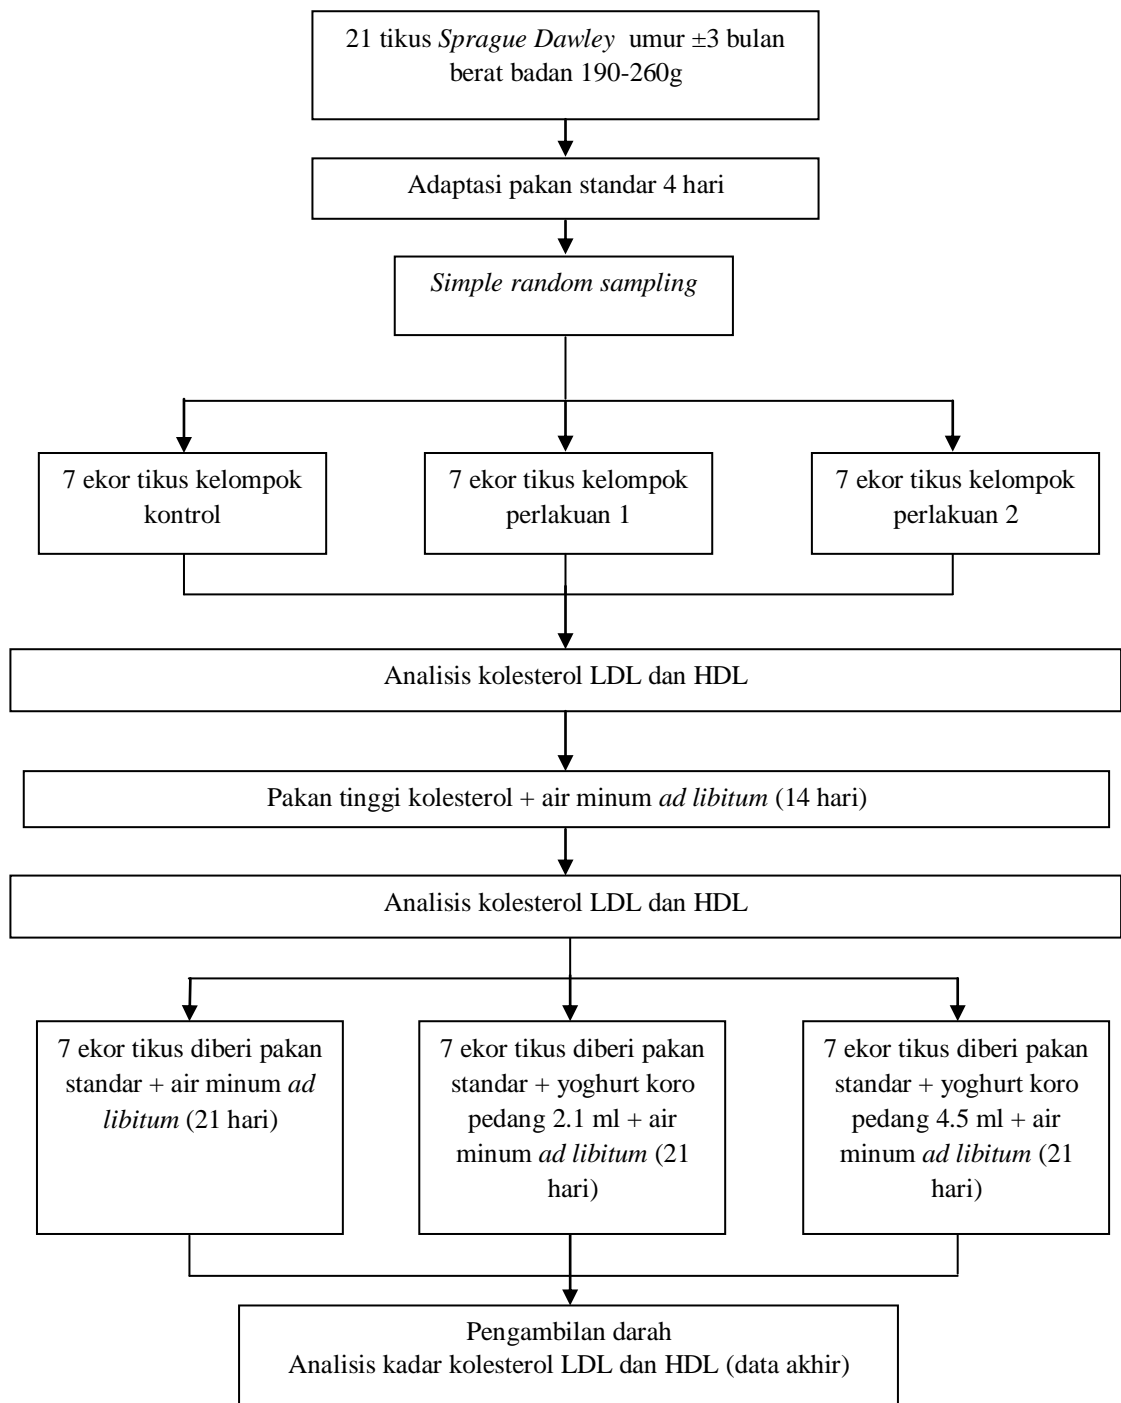 21 tikus Sprague Dawley umur ±3 bulan
berat badan 190-260g
Adaptasi pakan standar 4 hari
Simple random sampling
7 ekor tikus kelompok
kontrol
7 ekor tikus kelompok
perlakuan 1
7 ekor tikus kelompok
perlakuan 2
Analisis kolesterol LDL dan HDL
Pakan tinggi kolesterol + air minum ad libitum (14 hari)
Analisis kolesterol LDL dan HDL
7 ekor tikus diberi pakan
standar + air minum ad
libitum (21 hari)
7 ekor tikus diberi pakan
standar + yoghurt koro
pedang 2.1 ml + air
minum ad libitum (21
hari)
7 ekor tikus diberi pakan
standar + yoghurt koro
pedang 4.5 ml + air
minum ad libitum (21
hari)
Pengambilan darah
Analisis kadar kolesterol LDL dan HDL (data akhir)